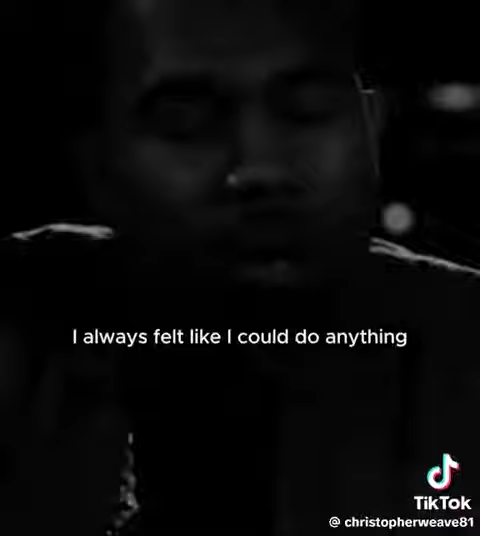 I always felt like I could do anything
TikTok
@ christopherweave81